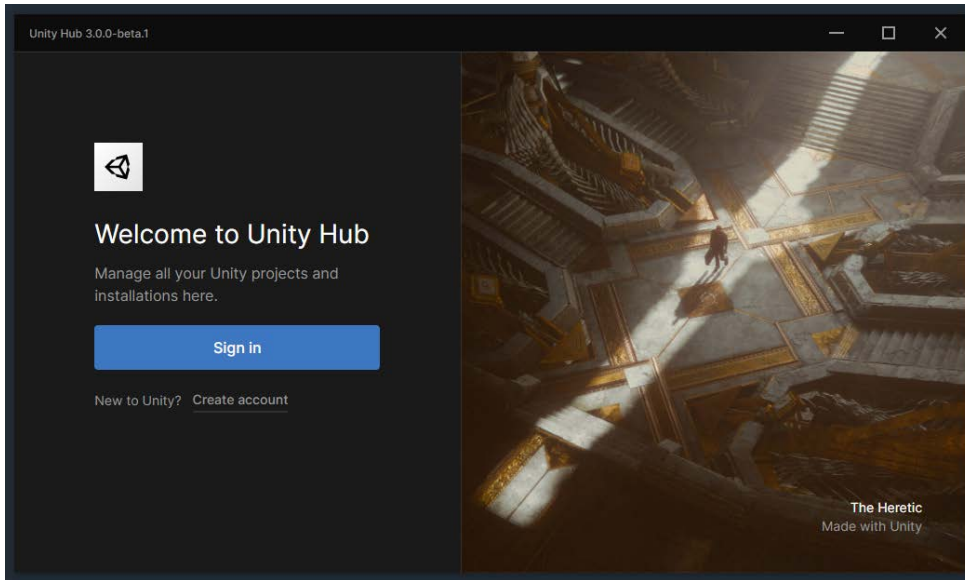 Unity Hub 3.0.0-beta.1
Welcome to Unity Hub
Manage all your Unity projects and
installations here.
Sign in
New to Unity? Create account
The Heretic
Made with Unity